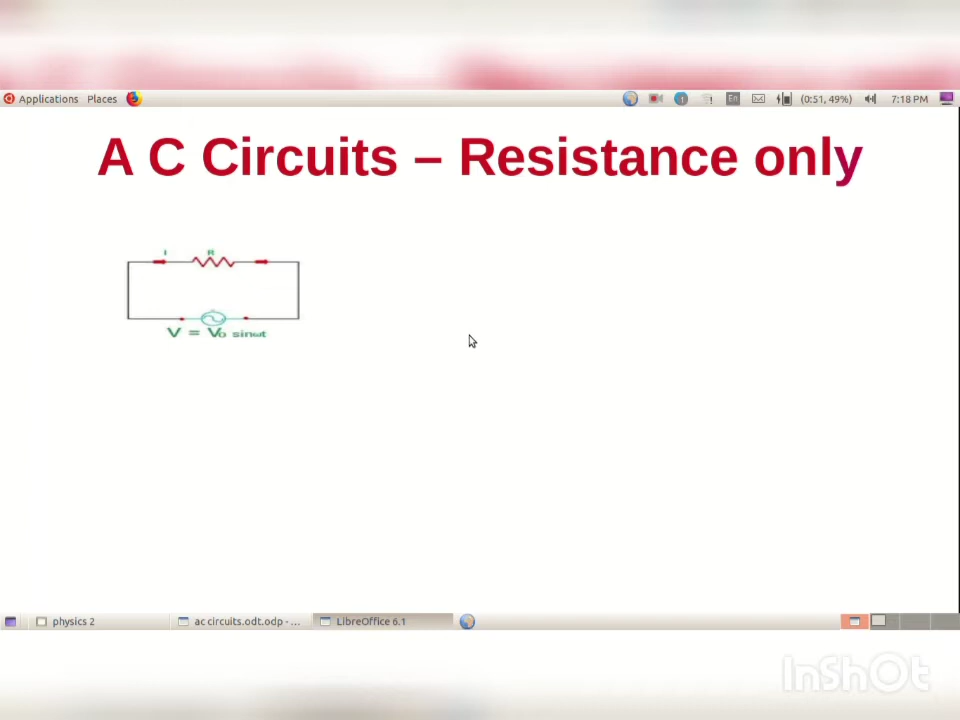 Applications Places En (0:51, 49%) 7:18 PM
A C Circuits – Resistance only
I R
V = V₀ sinωt
physics 2 ac circuits.odt.odp - ... LibreOffice 6.1
InShOt